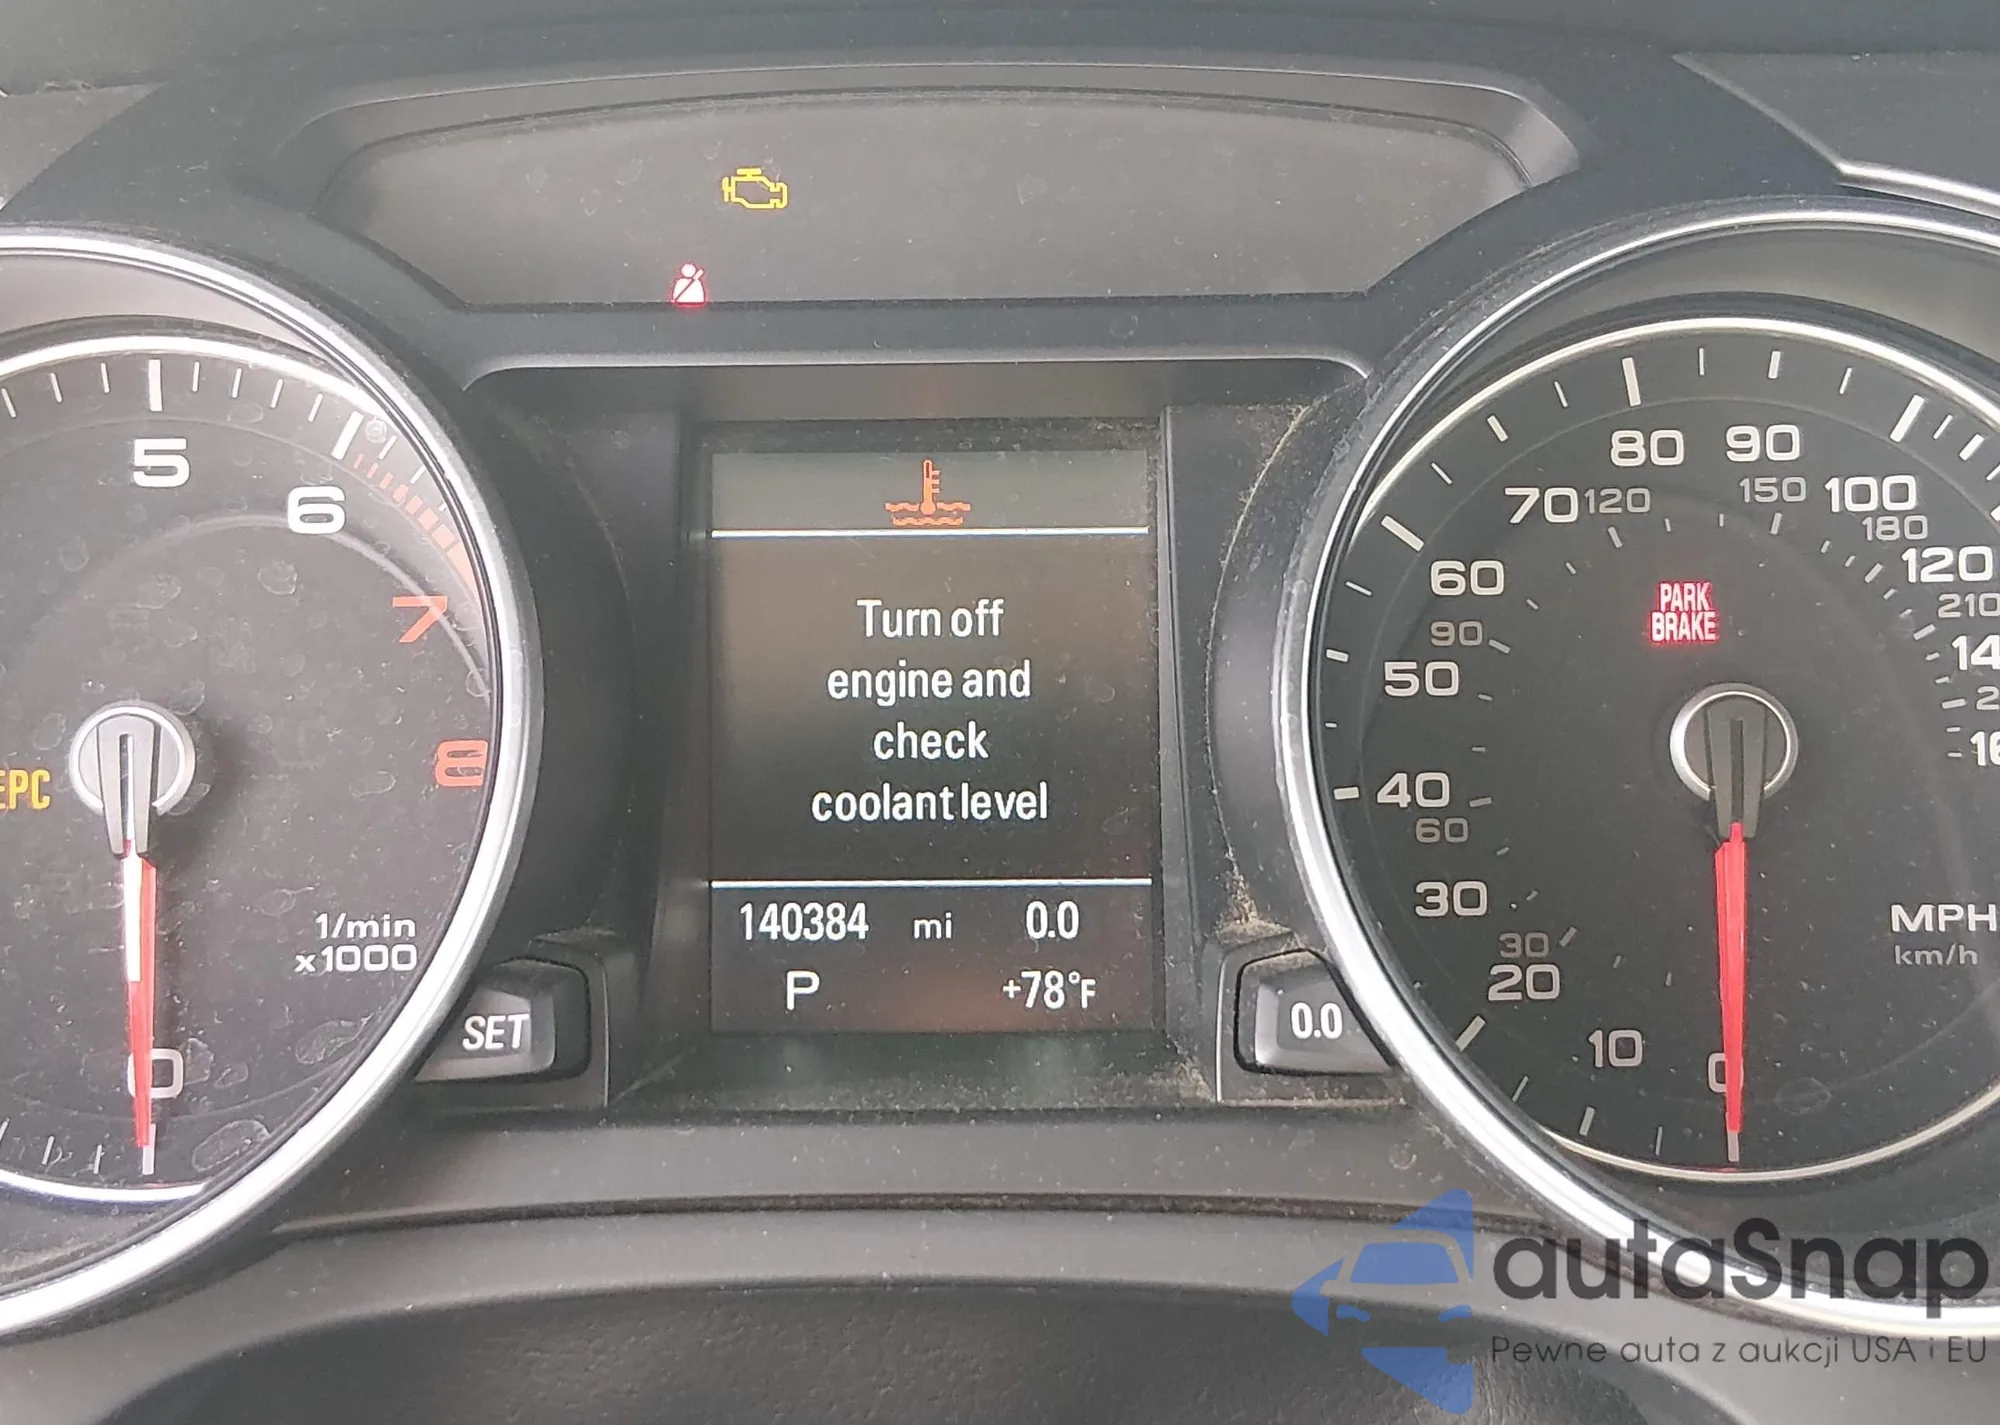 5
6
7
8
EPC
1/min
x1000
0
SET
Turn off
engine and
check
coolant level
140384 mi 0.0
P +78°F
0.0
80 90
70 120 150 100
180
60 120
PARK
BRAKE
210
90
50
40
60
30
MPH
km/h
30
20
10
0
autaSnap
Pewne auta z aukcji USA i EU